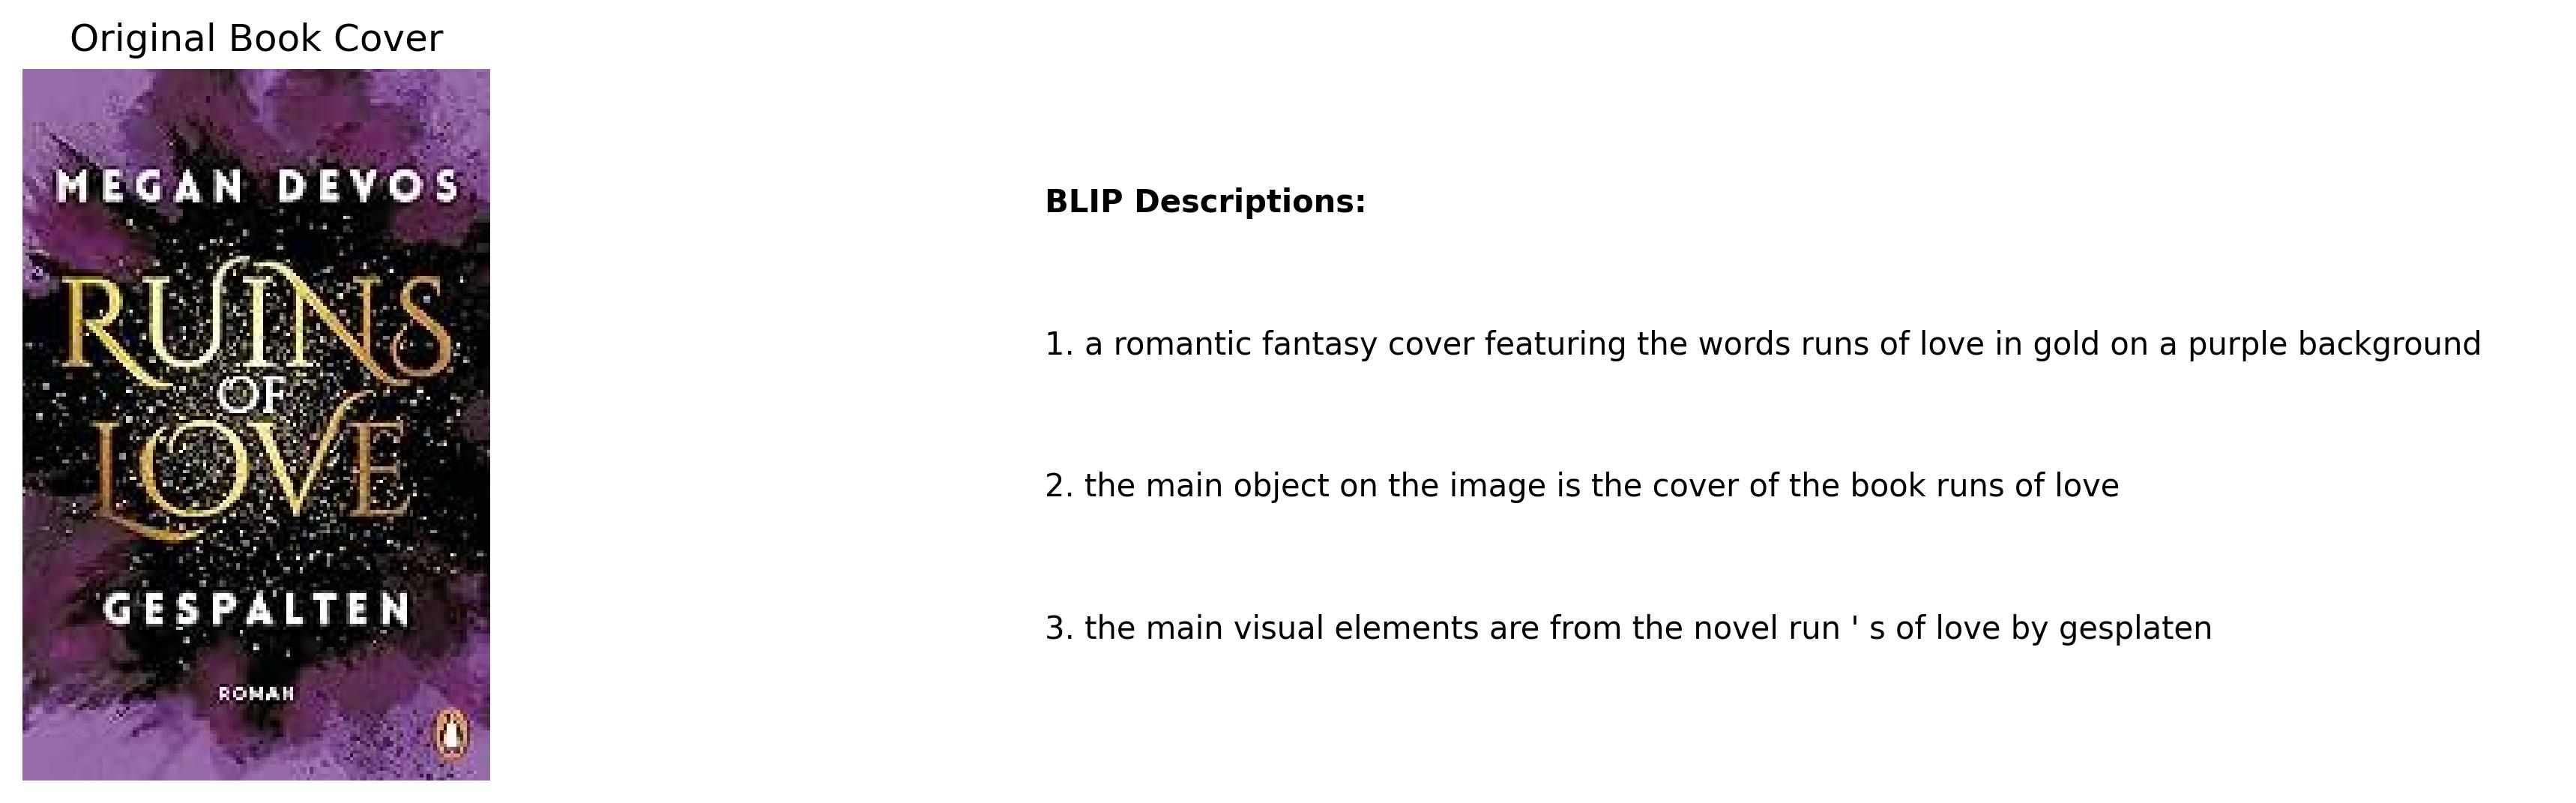 Original Book Cover
MEGAN DEVOS
RUINS
OF
LOVE
GESPALTEN
ROMAN
BLIP Descriptions:
1. a romantic fantasy cover featuring the words runs of love in gold on a purple background
2. the main object on the image is the cover of the book runs of love
3. the main visual elements are from the novel run ' s of love by gesplaten